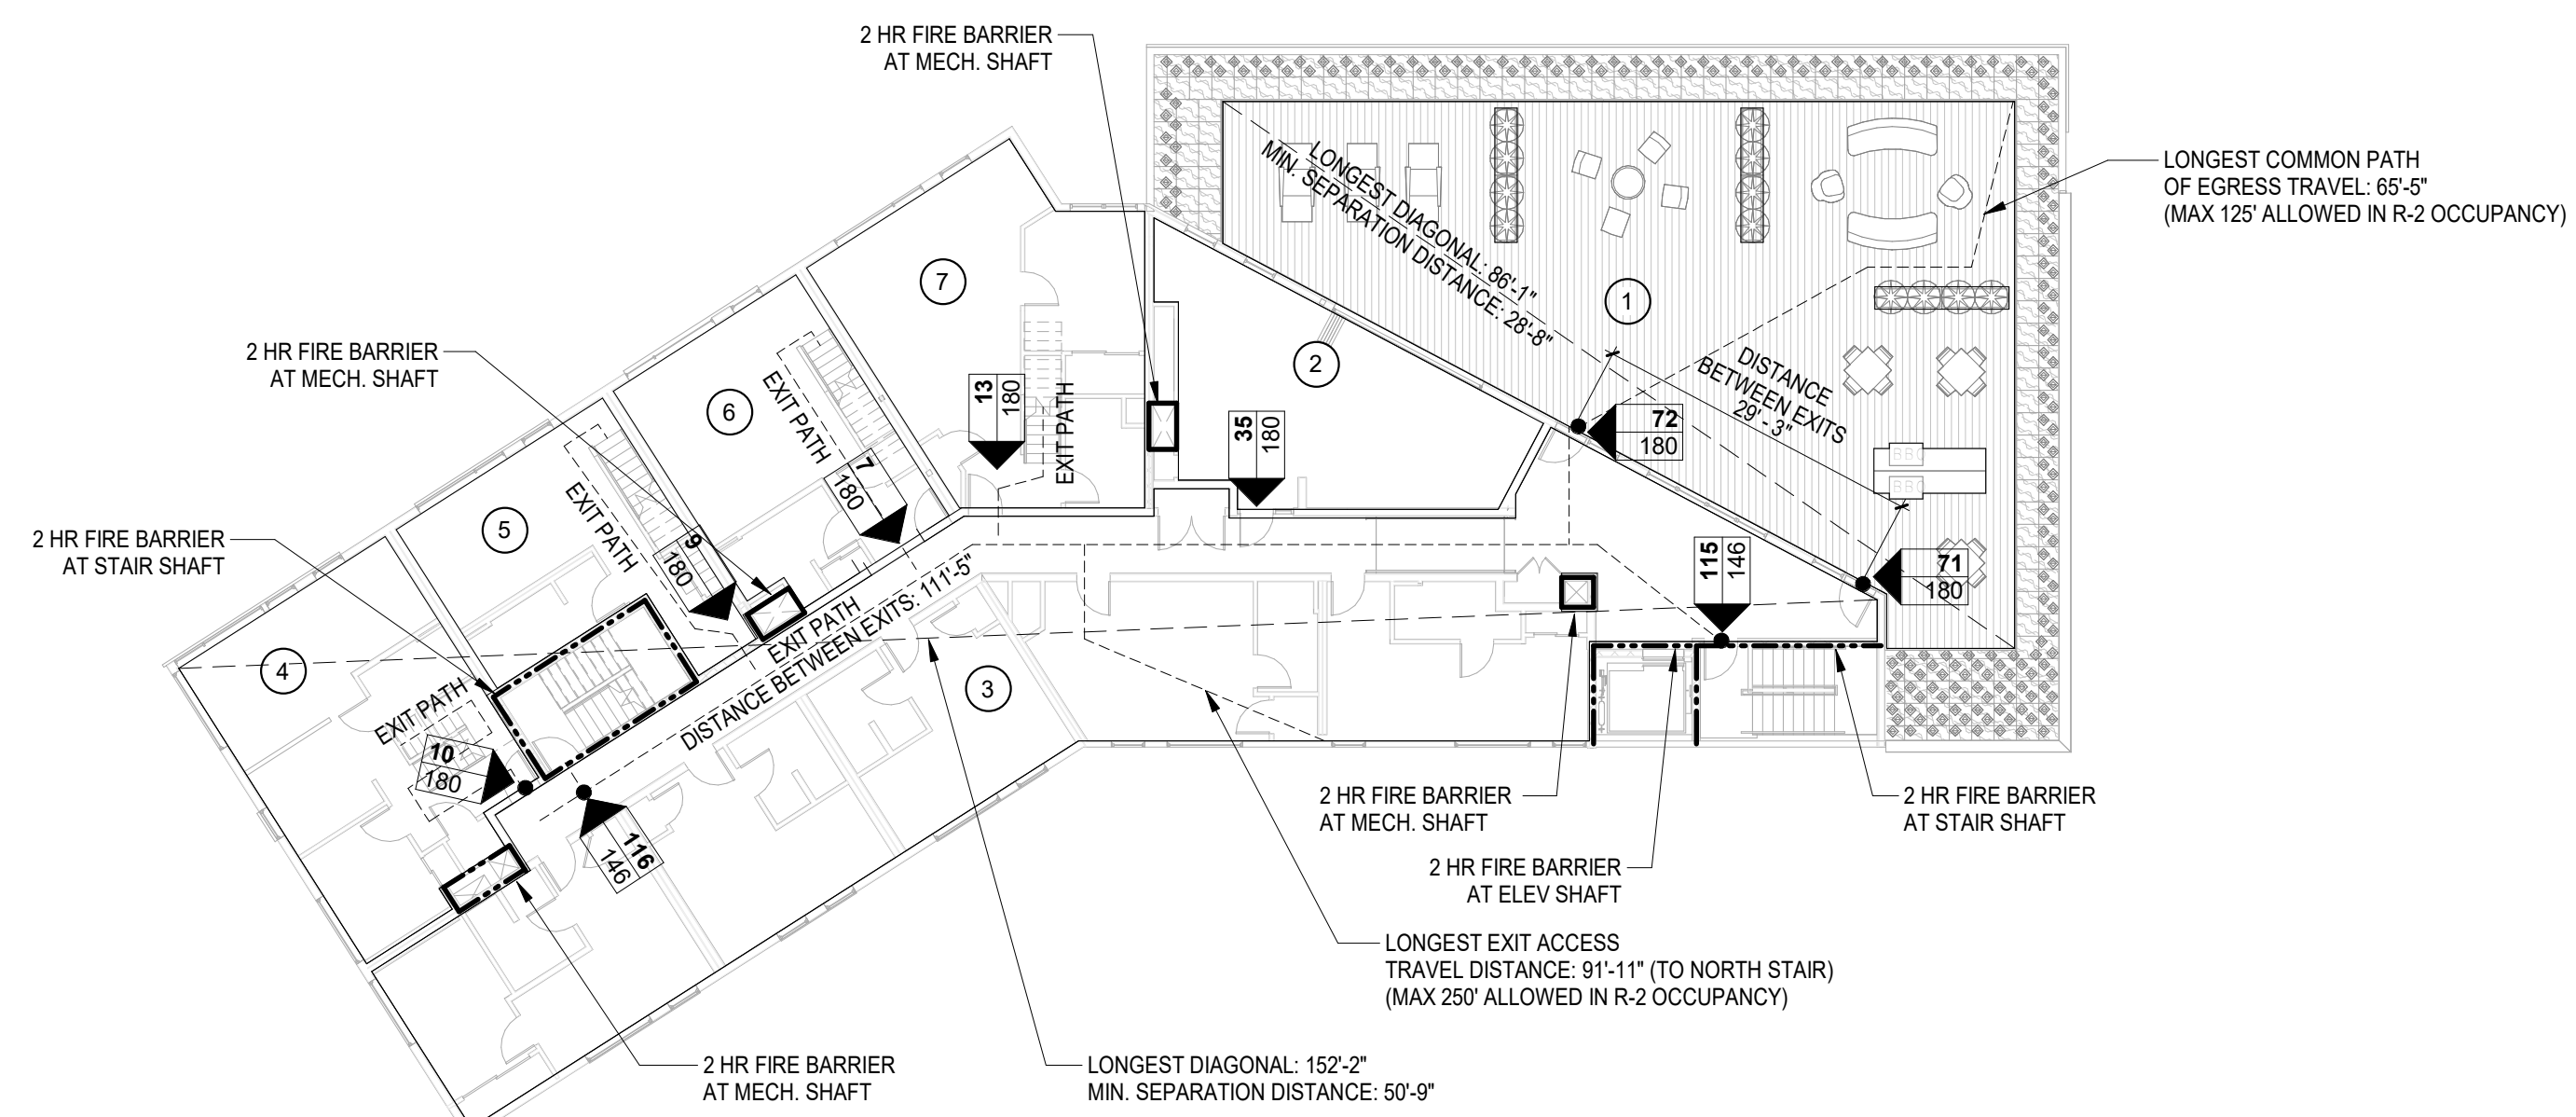 2 HR FIRE BARRIER
AT MECH. SHAFT
LONGEST COMMON PATH
OF EGRESS TRAVEL: 65'-5"
(MAX 125' ALLOWED IN R-2 OCCUPANCY)
LONGEST DIAGONAL: 86'-1"
MIN. SEPARATION DISTANCE: 28'-8"
1
DISTANCE
BETWEEN EXITS
29' - 3"
72
180
BBQ
BBQ
71
180
7
2
2 HR FIRE BARRIER
AT MECH. SHAFT
6
EXIT PATH
13
180
EXIT PATH
35
180
7
180
5
EXIT PATH
9
180
2 HR FIRE BARRIER
AT STAIR SHAFT
115
146
EXIT PATH
DISTANCE BETWEEN EXITS: 111'-5"
4
3
EXIT PATH
10
180
116
146
2 HR FIRE BARRIER
AT MECH. SHAFT
2 HR FIRE BARRIER
AT STAIR SHAFT
2 HR FIRE BARRIER
AT ELEV SHAFT
LONGEST EXIT ACCESS
TRAVEL DISTANCE: 91'-11" (TO NORTH STAIR)
(MAX 250' ALLOWED IN R-2 OCCUPANCY)
2 HR FIRE BARRIER
AT MECH. SHAFT
LONGEST DIAGONAL: 152'-2"
MIN. SEPARATION DISTANCE: 50'-9"